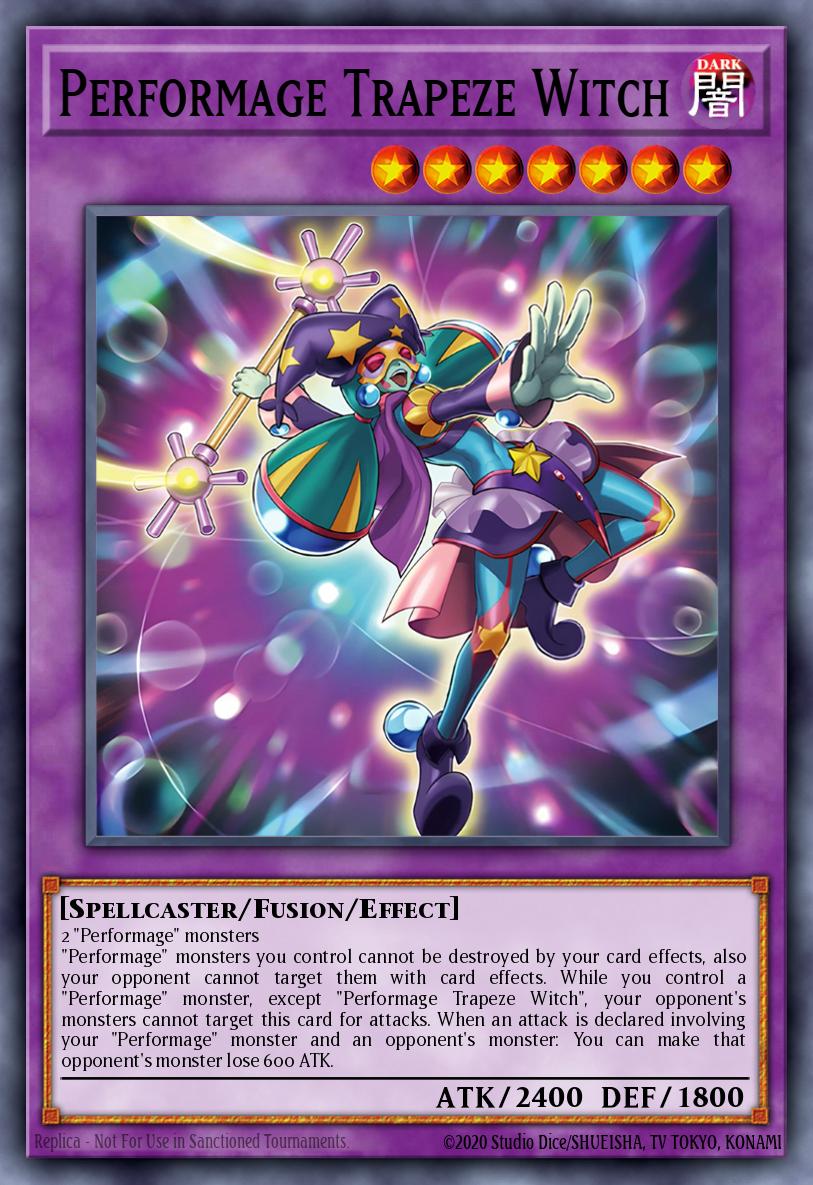 Performage Trapeze Witch
DARK
闇
[Spellcaster/Fusion/Effect]
2 "Performage" monsters
"Performage" monsters you control cannot be destroyed by your card effects, also
your opponent cannot target them with card effects. While you control a
"Performage" monster, except "Performage Trapeze Witch", your opponent's
monsters cannot target this card for attacks. When an attack is declared involving
your "Performage" monster and an opponent's monster: You can make that
opponent's monster lose 600 ATK.
ATK/2400 DEF/1800
Replica - Not For Use in Sanctioned Tournaments.
©2020 Studio Dice/SHUEISHA, TV TOKYO, KONAMI